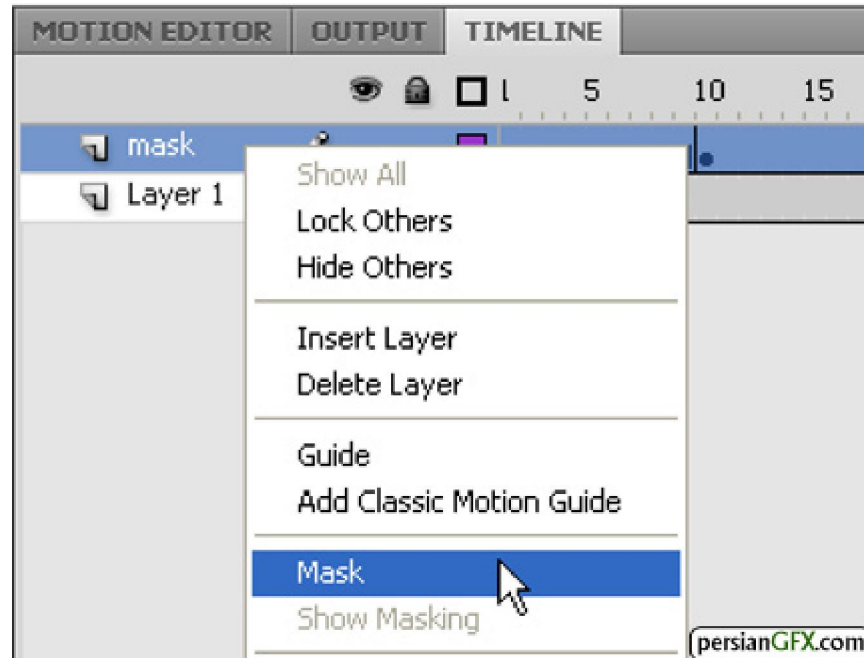 MOTION EDITOR OUTPUT TIMELINE
5 10 15
mask
Layer 1
Show All
Lock Others
Hide Others
Insert Layer
Delete Layer
Guide
Add Classic Motion Guide
Mask
Show Masking
persianGFX.com